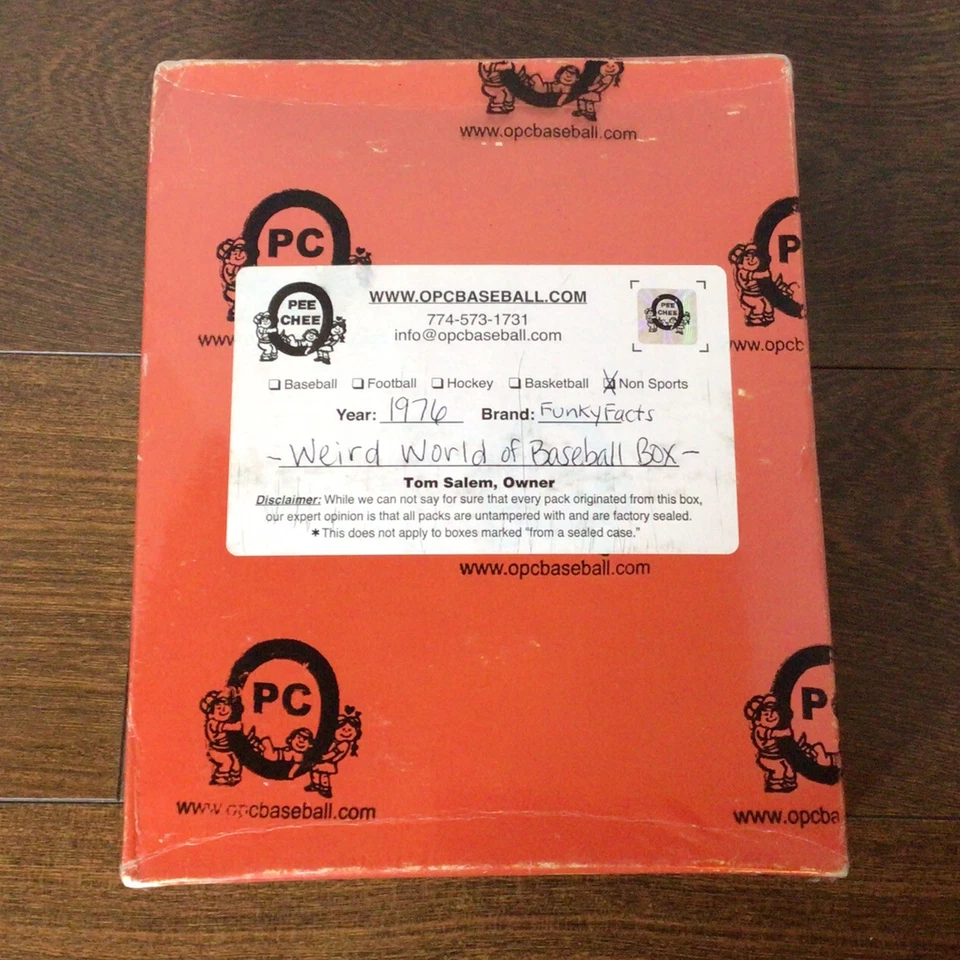 www.opcbaseball.com
PC
P
www.
www.opcb
PEE
CHEE
WWW.OPCBASEBALL.COM
774-573-1731
info@opcbaseball.com
PEE
CHEE
❑ Baseball ❑ Football ❑ Hockey ❑ Basketball ☒ Non Sports
Year: 1976 Brand: FunkyFacts
- Weird World of Baseball Box -
Tom Salem, Owner
Disclaimer: While we can not say for sure that every pack originated from this box,
our expert opinion is that all packs are untampered with and are factory sealed.
✱This does not apply to boxes marked "from a sealed case."
www.opcbaseball.com
PC
P
www.opcbaseball.com
www.opcba